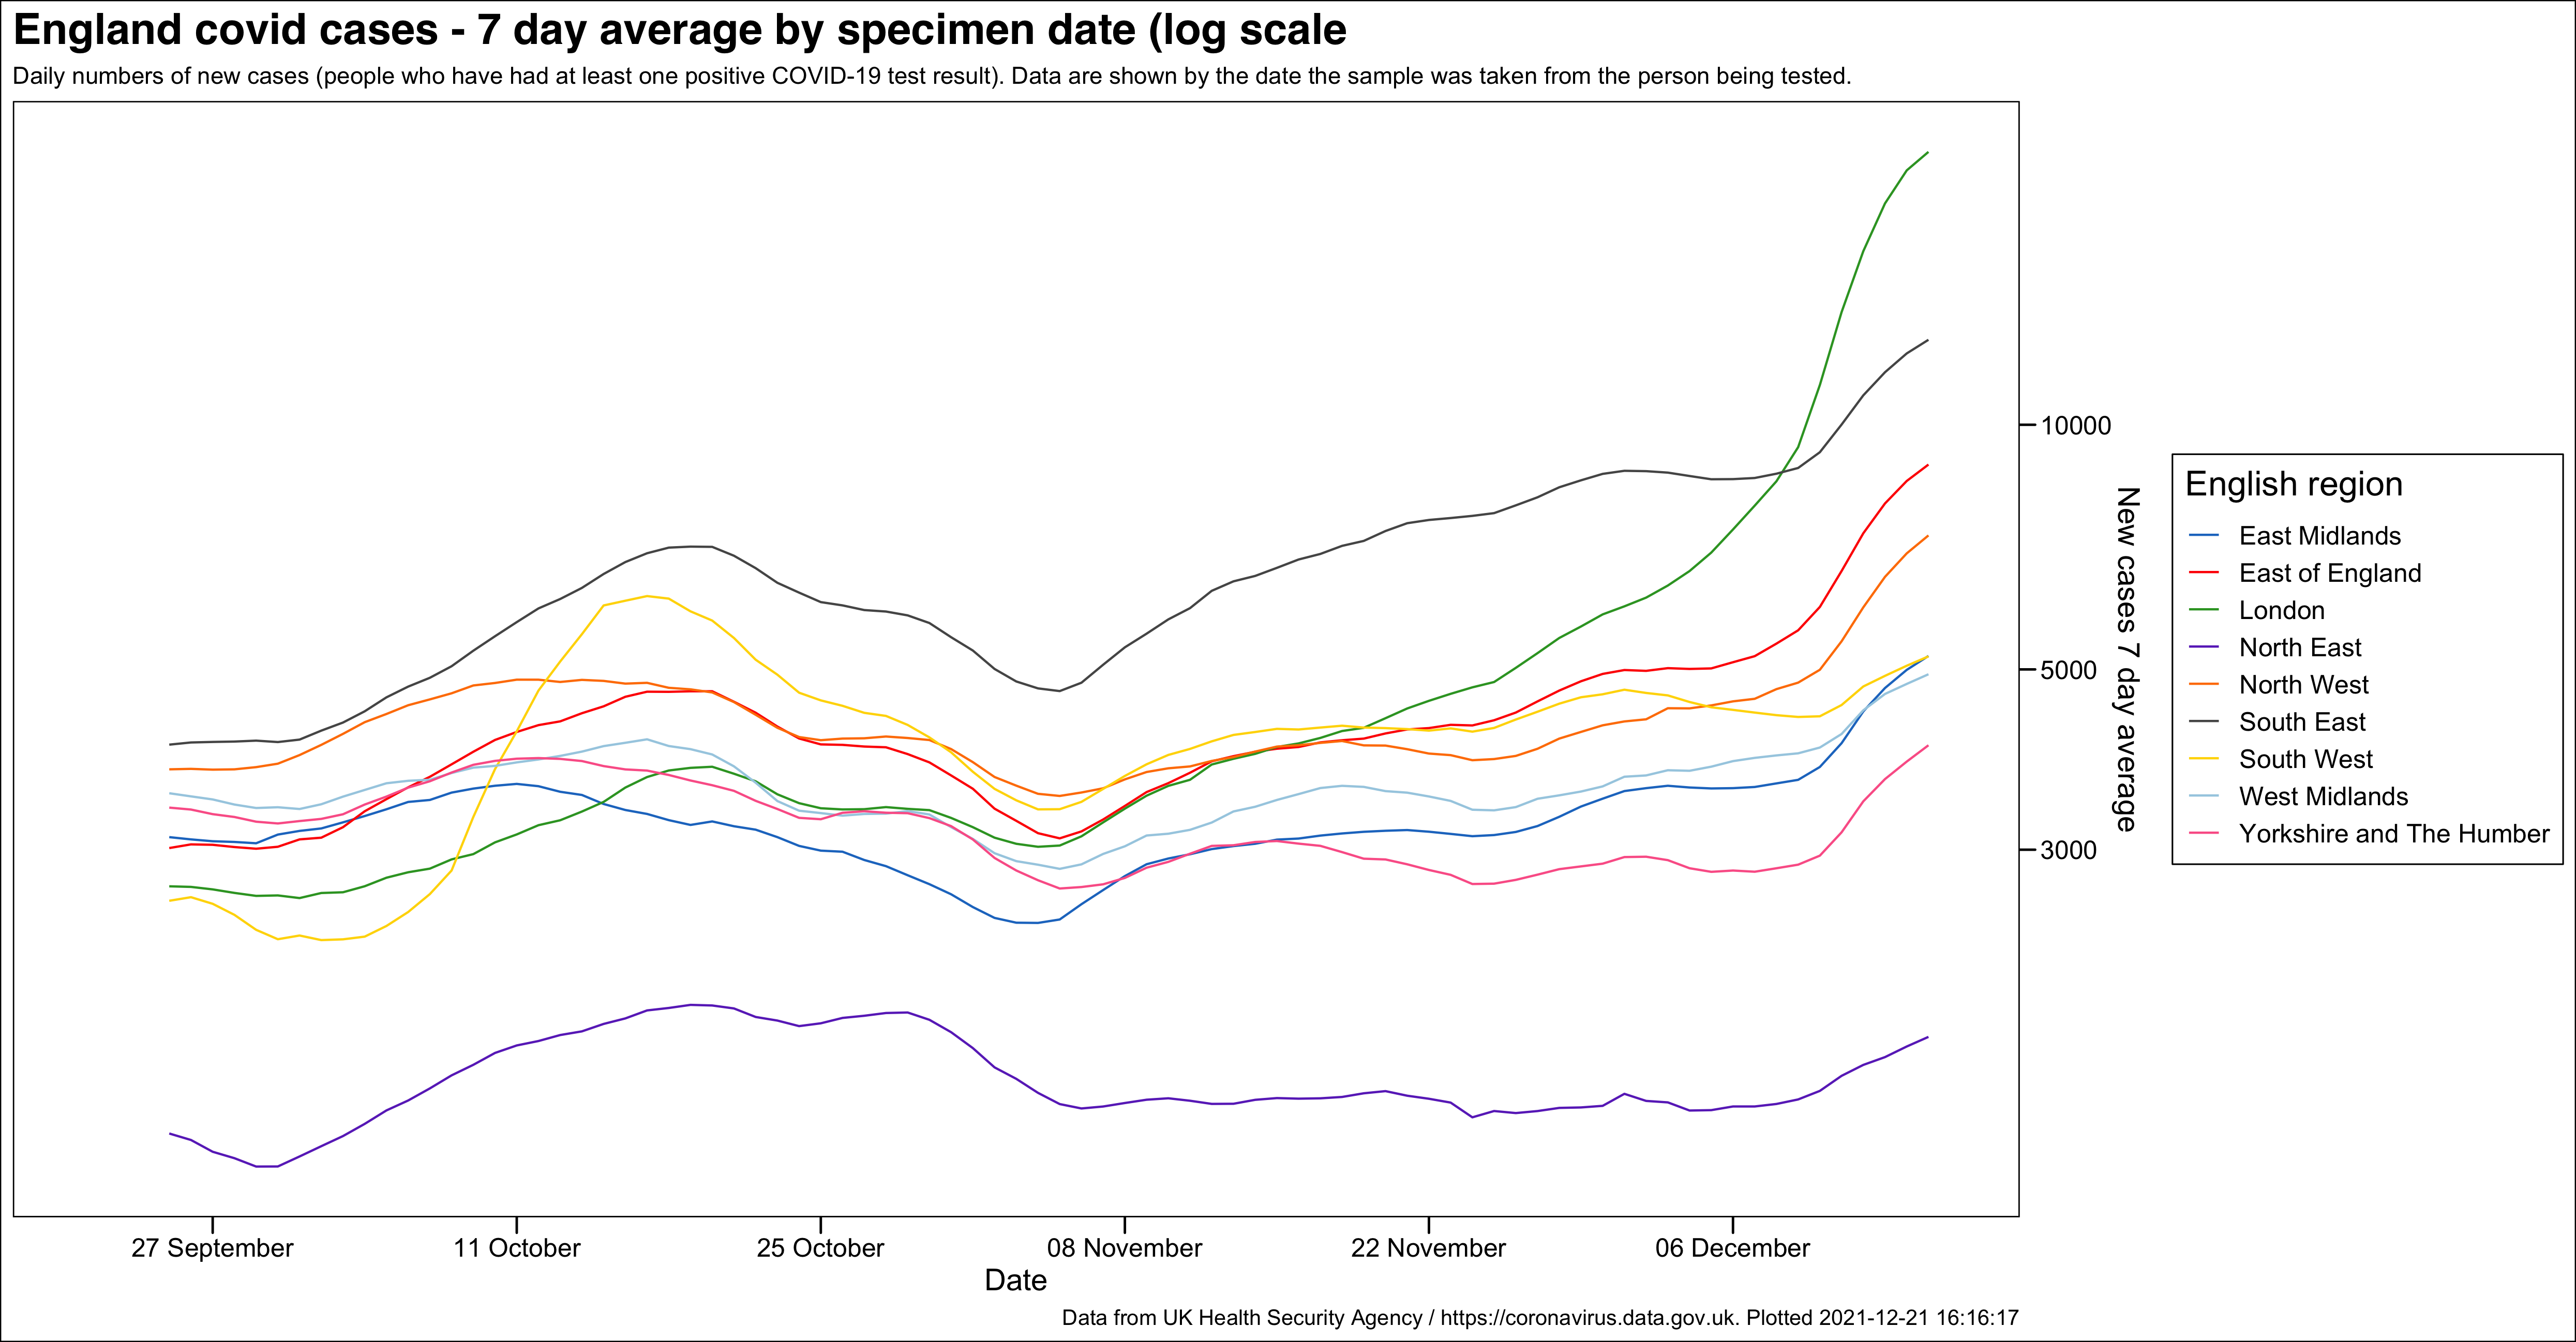 England covid cases - 7 day average by specimen date (log scale
Daily numbers of new cases (people who have had at least one positive COVID-19 test result). Data are shown by the date the sample was taken from the person being tested.
10000
5000
3000
New cases 7 day average
English region
East Midlands
East of England
London
North East
North West
South East
South West
West Midlands
Yorkshire and The Humber
27 September
11 October
25 October
08 November
22 November
06 December
Date
Data from UK Health Security Agency / https://coronavirus.data.gov.uk. Plotted 2021-12-21 16:16:17